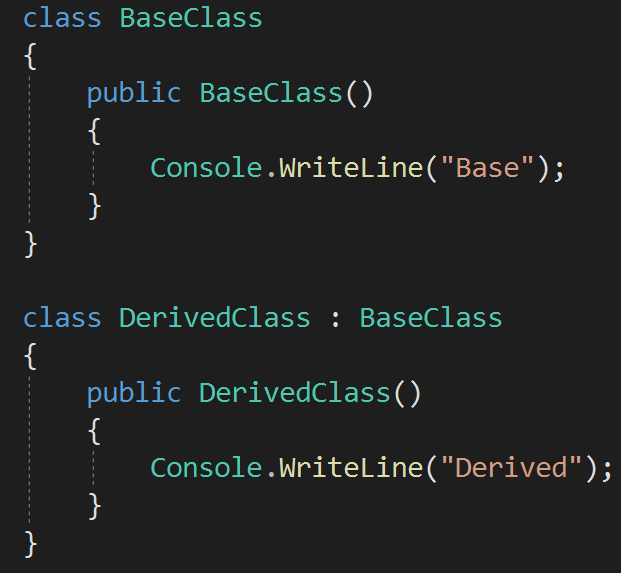 class BaseClass
{
    public BaseClass()
    {
        Console.WriteLine("Base");
    }
}

class DerivedClass : BaseClass
{
    public DerivedClass()
    {
        Console.WriteLine("Derived");
    }
}